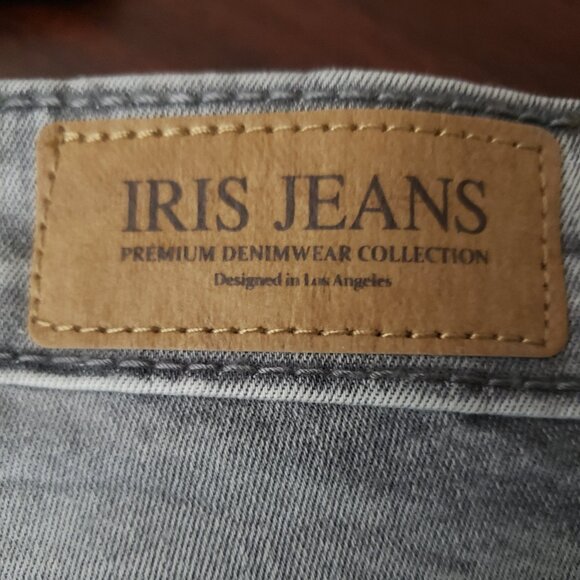 IRIS JEANS
PREMIUM DENIMWEAR COLLECTION
Designed in Los Angeles